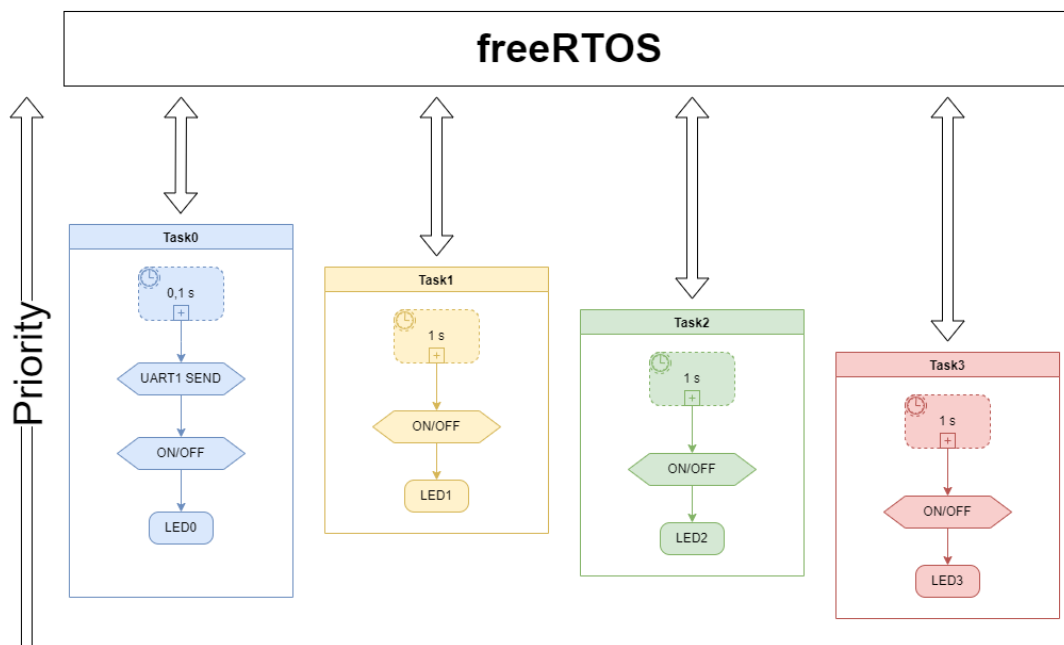 freeRTOS
Priority
Task0
0,1 s
UART1 SEND
ON/OFF
LED0
Task1
1 s
ON/OFF
LED1
Task2
1 s
ON/OFF
LED2
Task3
1 s
ON/OFF
LED3